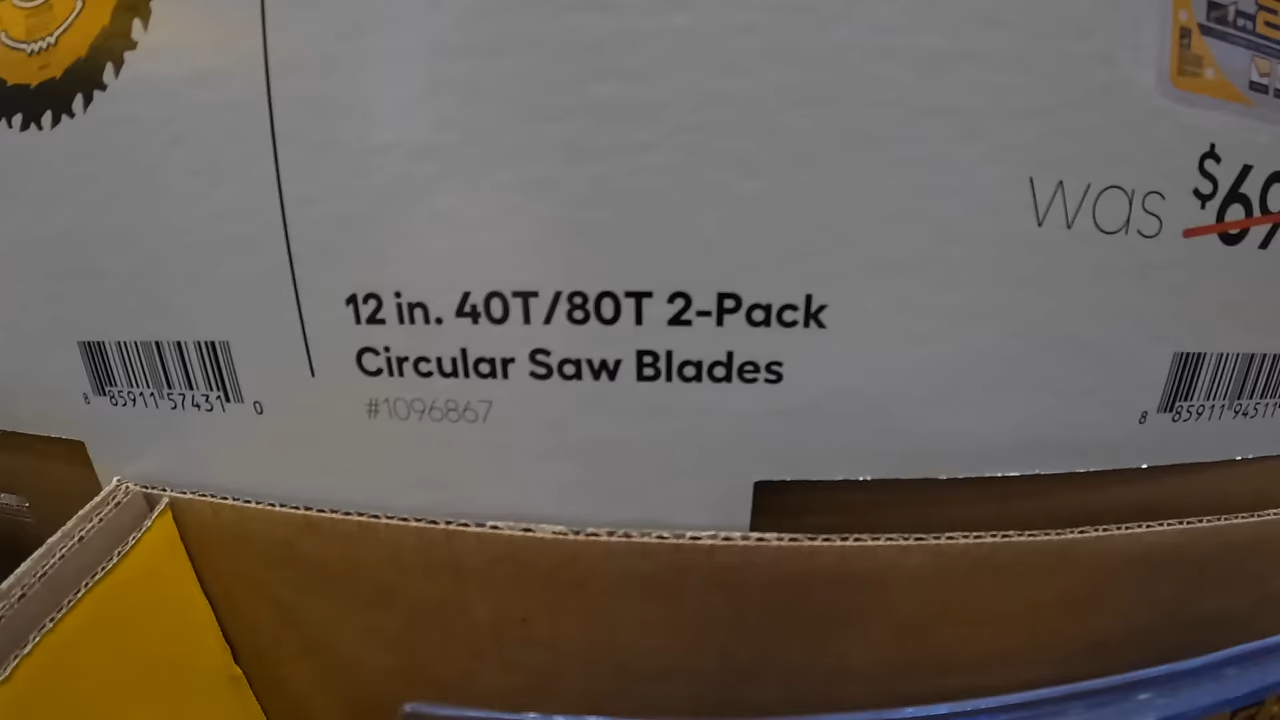 was $69
12 in. 40T/80T 2-Pack
Circular Saw Blades
#1096867
8 85911 57431 0
8 85911 94511